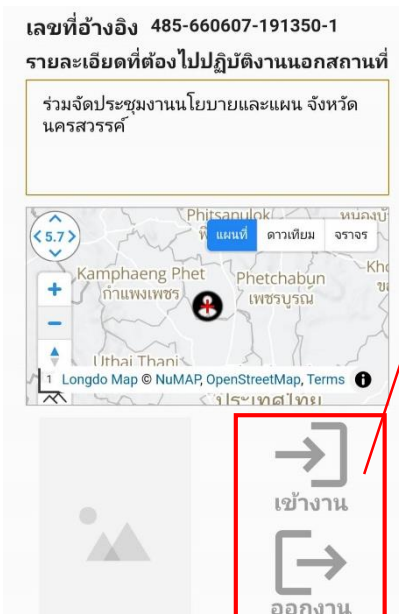 เลขที่อ้างอิง 485-660607-191350-1
รายละเอียดที่ต้องไปปฏิบัติงานนอกสถานที่
ร่วมจัดประชุมงานนโยบายและแผน จังหวัด
นครสวรรค์
Phitsanulok
5.7
แผนที่ ดาวเทียม จราจร
Kamphaeng Phet
กำแพงเพชร
Phetchabun
เพชรบูรณ์
Uthai Thani
1 Longdo Map © NuMAP, OpenStreetMap, Terms
ประเทศไทย
เข้างาน
ออกงาน